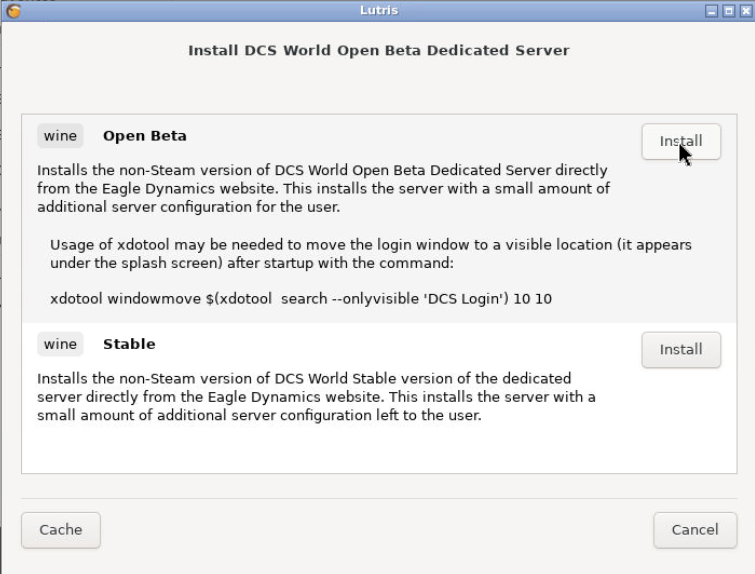 Lutris
Install DCS World Open Beta Dedicated Server
wine Open Beta
Install
Installs the non-Steam version of DCS World Open Beta Dedicated Server directly
from the Eagle Dynamics website. This installs the server with a small amount of
additional server configuration for the user.
Usage of xdotool may be needed to move the login window to a visible location (it appears
under the splash screen) after startup with the command:
xdotool windowmove $(xdotool  search --onlyvisible 'DCS Login') 10 10
wine Stable
Install
Installs the non-Steam version of DCS World Stable version of the dedicated
server directly from the Eagle Dynamics website. This installs the server with a
small amount of additional server configuration left to the user.
Cache
Cancel